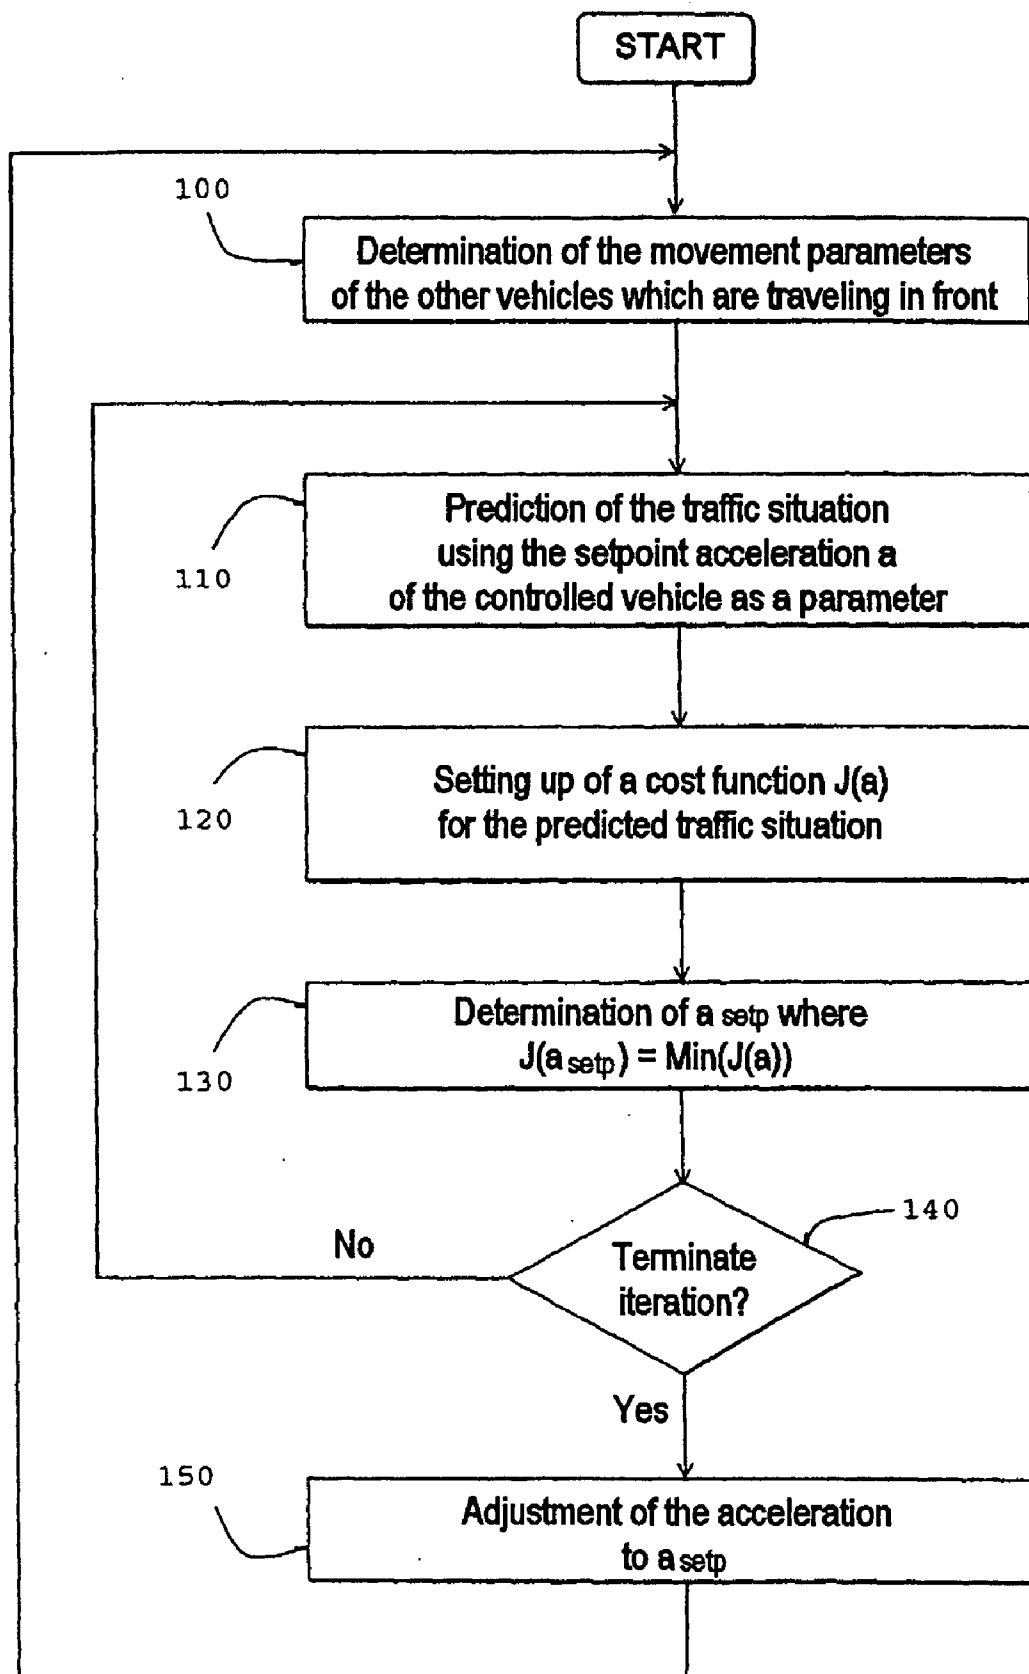 START
100
Determination of the movement parameters
of the other vehicles which are traveling in front
110
Prediction of the traffic situation
using the setpoint acceleration a
of the controlled vehicle as a parameter
120
Setting up of a cost function J(a)
for the predicted traffic situation
130
Determination of a setp where
J(a setp) = Min(J(a))
140
No
Terminate
iteration?
Yes
150
Adjustment of the acceleration
to a setp